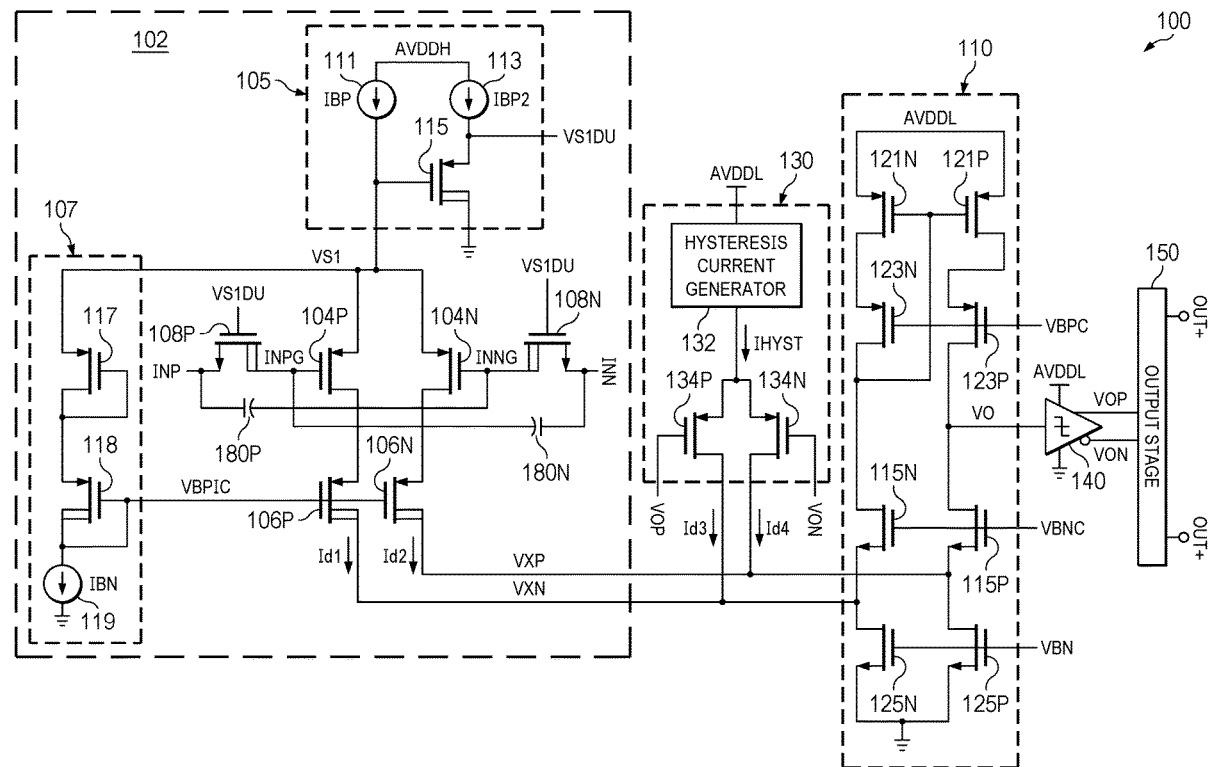 100
102
AVDDH
111
113
105
IBP
IBP2
115
VS1DU
110
AVDDL
121N
121P
AVDDL
130
107
VS1
HYSTERESIS
CURRENT
GENERATOR
150
VS1DU
VS1DU
108N
123N
OUT+
117
108P
104P
104N
132
IHYST
VBPC
INP
INPG
INNG
INN
123P
AVDDL
134P
134N
VOP
VO
180P
180N
VON
140
OUTPUT STAGE
118
106N
115N
VBPIC
VOP
VON
VBNC
106P
Id3
Id4
OUT+
Id1
Id2
115P
IBN
VXP
VXN
119
VBN
125N
125P